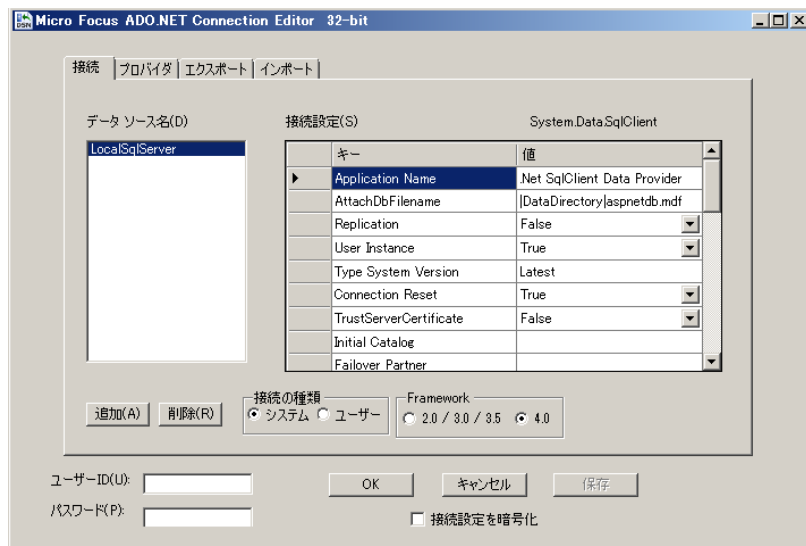 Micro Focus ADO.NET Connection Editor 32-bit
接続
プロバイダ
エクスポート
インポート
データ ソース名(D)
接続設定(S)
System.Data.SqlClient
LocalSqlServer
キー
値
Application Name
.Net SqlClient Data Provider
AttachDbFilename
|DataDirectory|aspnetdb.mdf
Replication
False
User Instance
True
Type System Version
Latest
Connection Reset
True
TrustServerCertificate
False
Initial Catalog
Failover Partner
追加(A)
削除(R)
接続の種類
システム
ユーザー
Framework
2.0 / 3.0 / 3.5
4.0
ユーザーID(U):
OK
キャンセル
保存
パスワード(P):
接続設定を暗号化